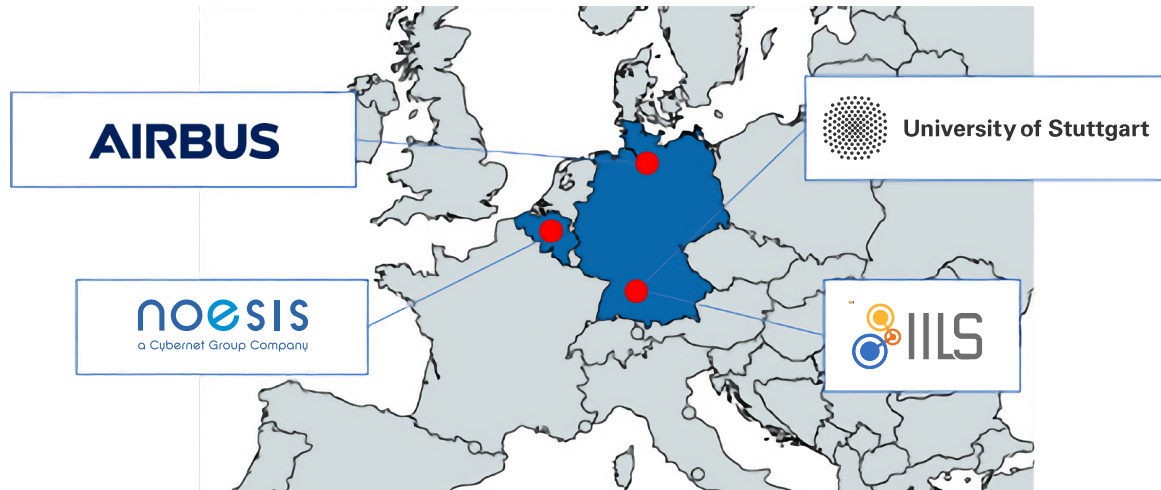 AIRBUS
University of Stuttgart
noesis
a Cybernet Group Company
IILS